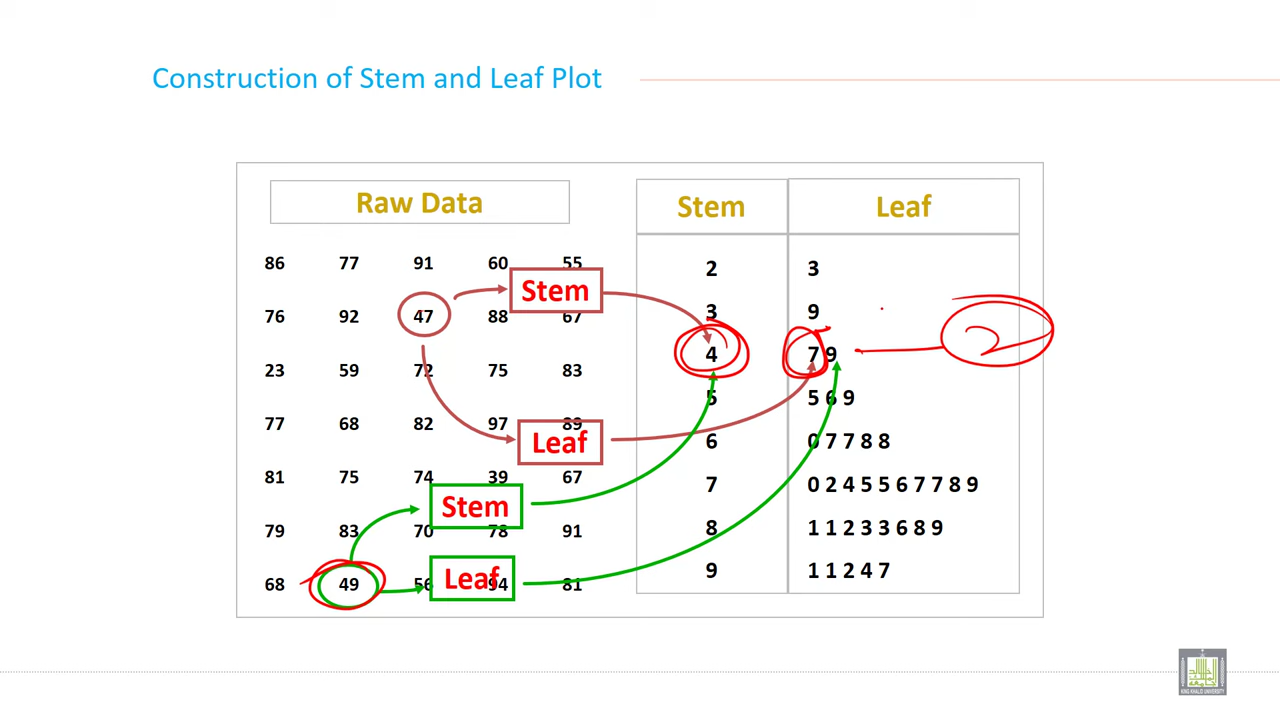 Construction of Stem and Leaf Plot
Raw Data
Stem Leaf
86 77 91 60 55
76 92 47 88 67
23 59 72 75 83
77 68 82 97 89
81 75 74 39 67
79 83 70 78 91
68 49 56 94 81
Stem
Leaf
Stem
Leaf
2 3
3 9
4 7 9
2
5 5 6 9
6 0 7 7 8 8
7 0 2 4 5 5 6 7 7 8 9
8 1 1 2 3 3 6 8 9
9 1 1 2 4 7
KING KHALID UNIVERSITY